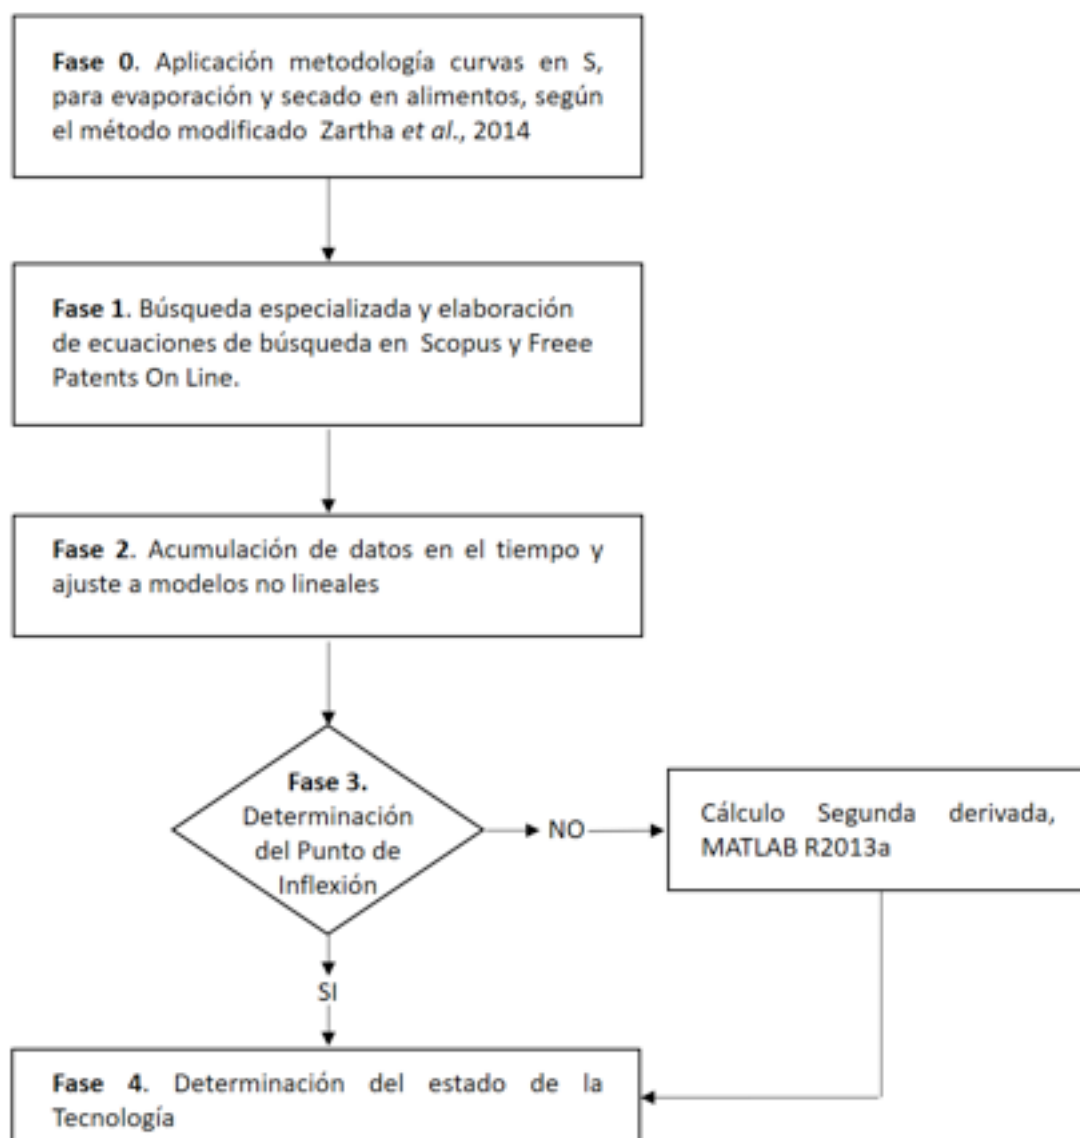 Fase 0. Aplicación metodología curvas en S,
para evaporación y secado en alimentos, según
el método modificado Zartha et al., 2014
Fase 1. Búsqueda especializada y elaboración
de ecuaciones de búsqueda en Scopus y Freee
Patents On Line.
Fase 2. Acumulación de datos en el tiempo y
ajuste a modelos no lineales
Fase 3.
Determinación
del Punto de
Inflexión
NO
Cálculo Segunda derivada,
MATLAB R2013a
SI
Fase 4. Determinación del estado de la
Tecnología